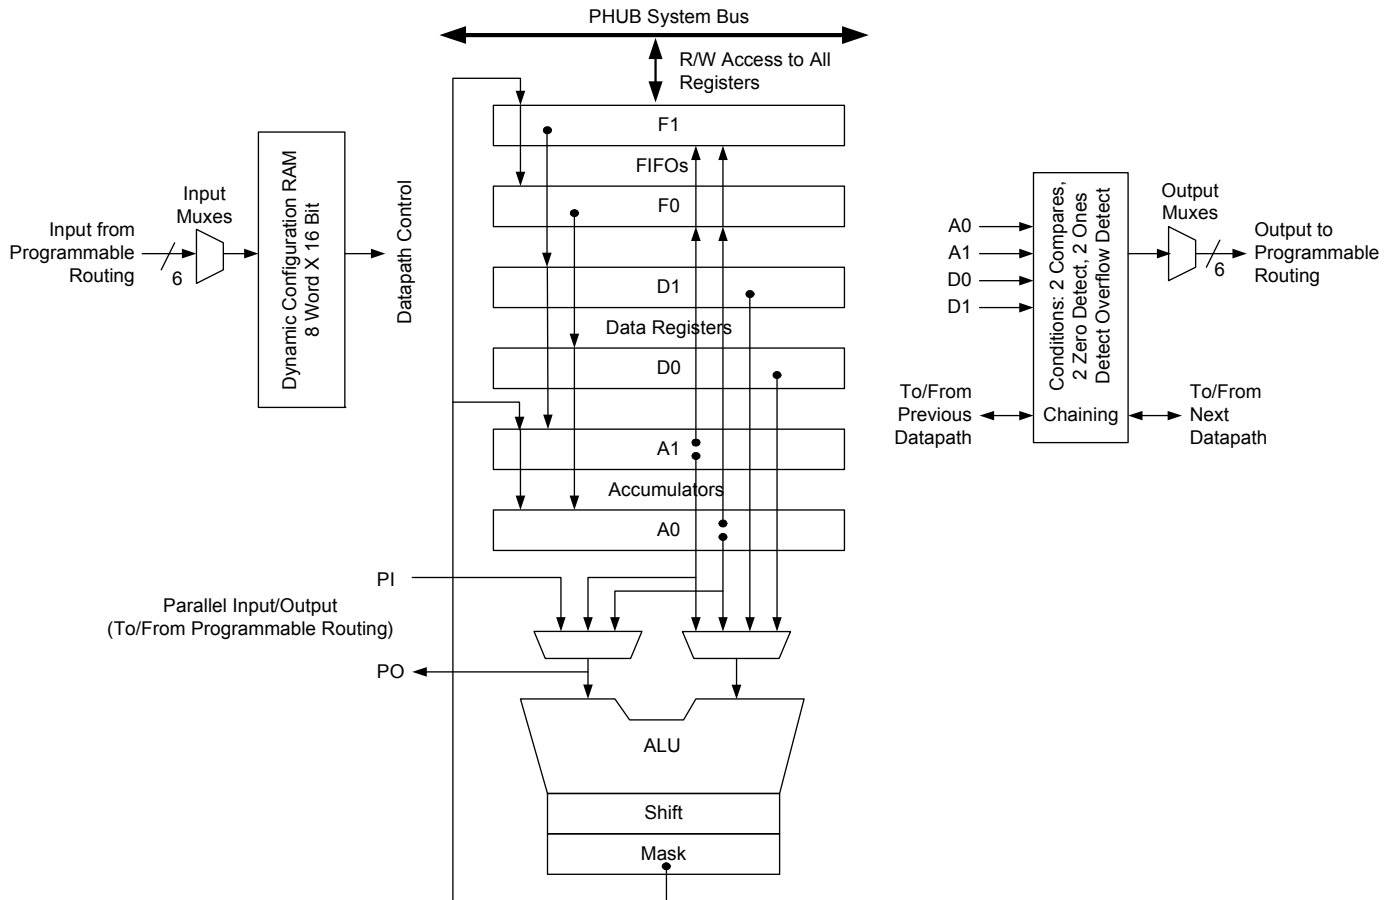 PHUB System Bus
R/W Access to All
Registers
F1
FIFOs
F0
D1
Data Registers
D0
A1
Accumulators
A0
Input from
Programmable
Routing
6
Input
Muxes
Dynamic Configuration RAM
8 Word X 16 Bit
Datapath Control
PI
Parallel Input/Output
(To/From Programmable Routing)
PO
ALU
Shift
Mask
A0
A1
D0
D1
Conditions: 2 Compares,
2 Zero Detect, 2 Ones
Detect Overflow Detect
Chaining
To/From
Previous
Datapath
To/From
Next
Datapath
Output
Muxes
6
Output to
Programmable
Routing